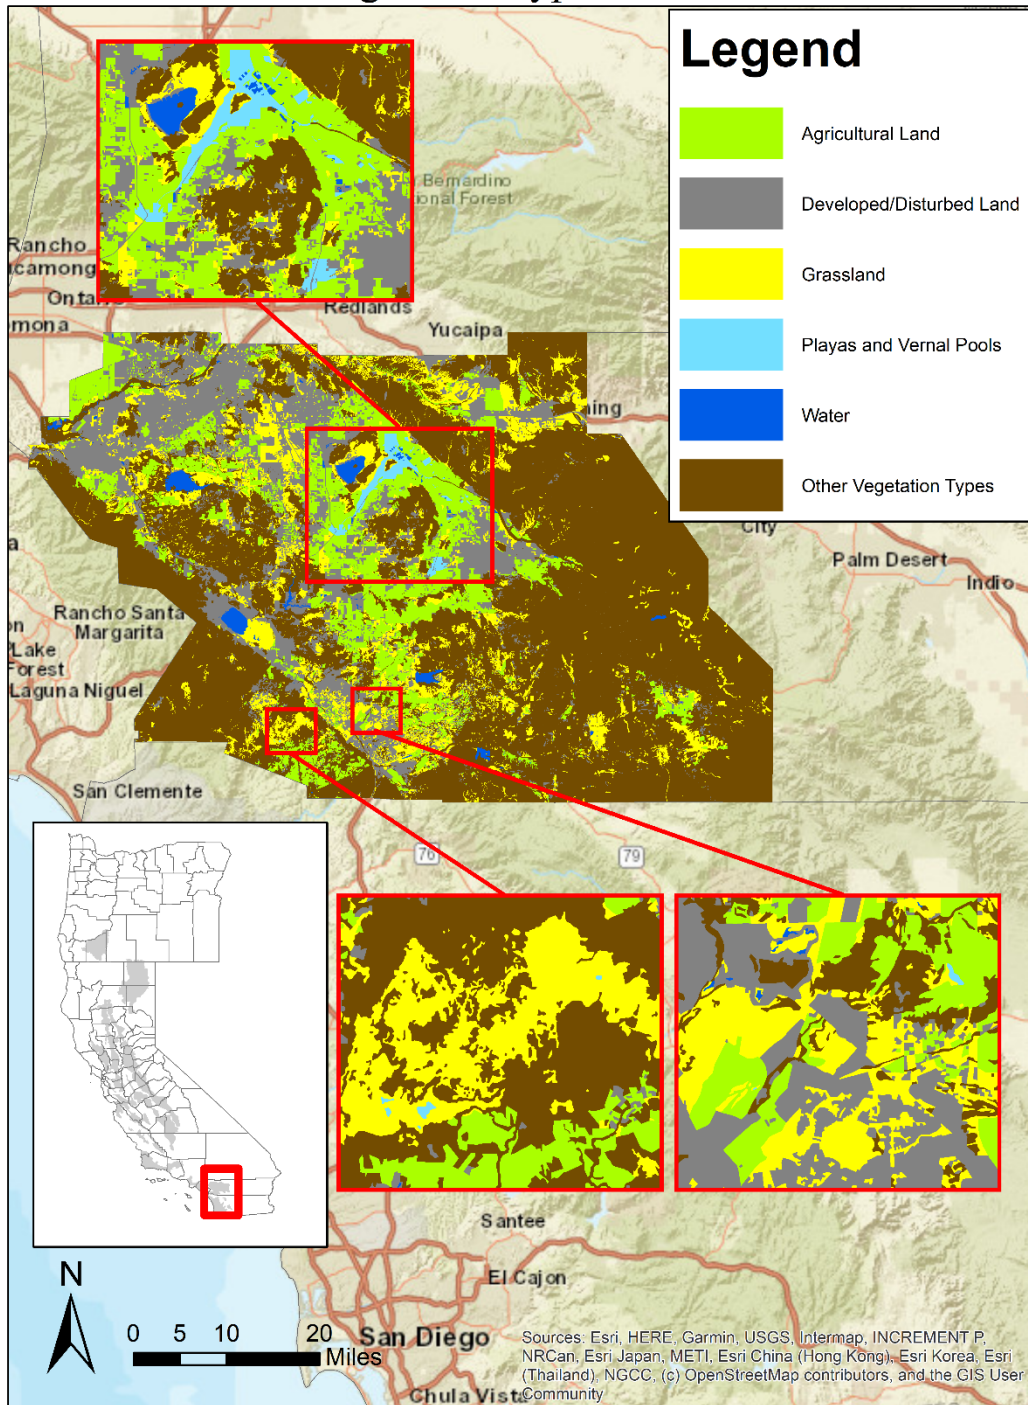 Legend
Agricultural Land
Developed/Disturbed Land
Grassland
Playas and Vernal Pools
Water
Other Vegetation Types
Bernardino
Forest
Rancho
Redlands
Yucaipa
City
Palm Desert
Indio
Rancho Santa
Margarita
Lake
Forest
Laguna Niguel
San Clemente
76
79
Santee
El Cajon
San Diego
Chula Vista
N
0 5 10 20
Miles
Sources: Esri, HERE, Garmin, USGS, Intermap, INCREMENT P,
NRCan, Esri Japan, METI, Esri China (Hong Kong), Esri Korea, Esri
(Thailand), NGCC, (c) OpenStreetMap contributors, and the GIS User
Community